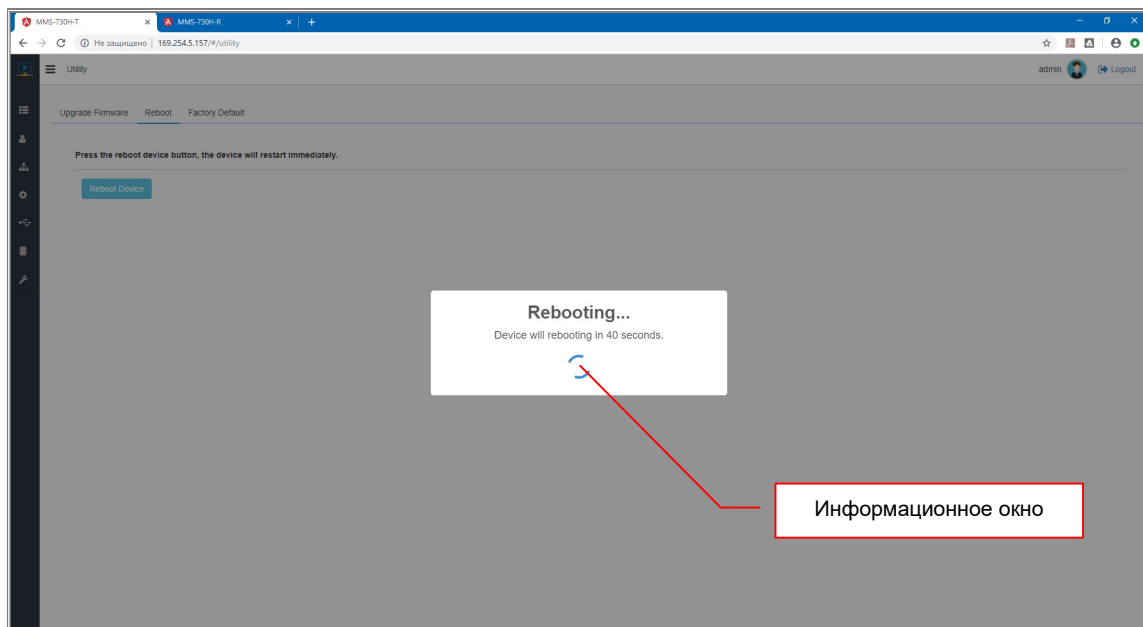 MMS-730H-T
MMS-730H-R
Не защищено | 169.254.5.157/#/utility
Utility
admin
Logout
Upgrade Firmware Reboot Factory Default
Press the reboot device button, the device will restart immediately.
Reboot Device
Rebooting...
Device will rebooting in 40 seconds.
Информационное окно